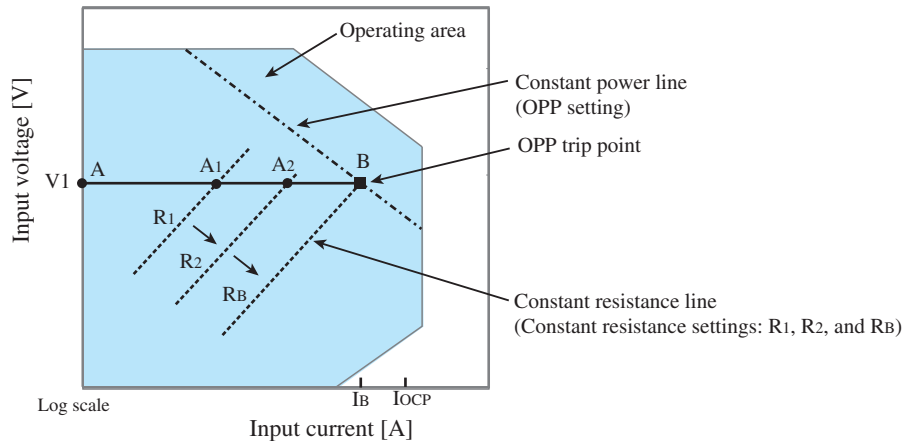 Operating area
Constant power line
(OPP setting)
OPP trip point
Input voltage [V]
V1
A
A1
A2
B
R1
R2
RB
Constant resistance line
(Constant resistance settings: R1, R2, and RB)
Log scale
IB
IOCP
Input current [A]